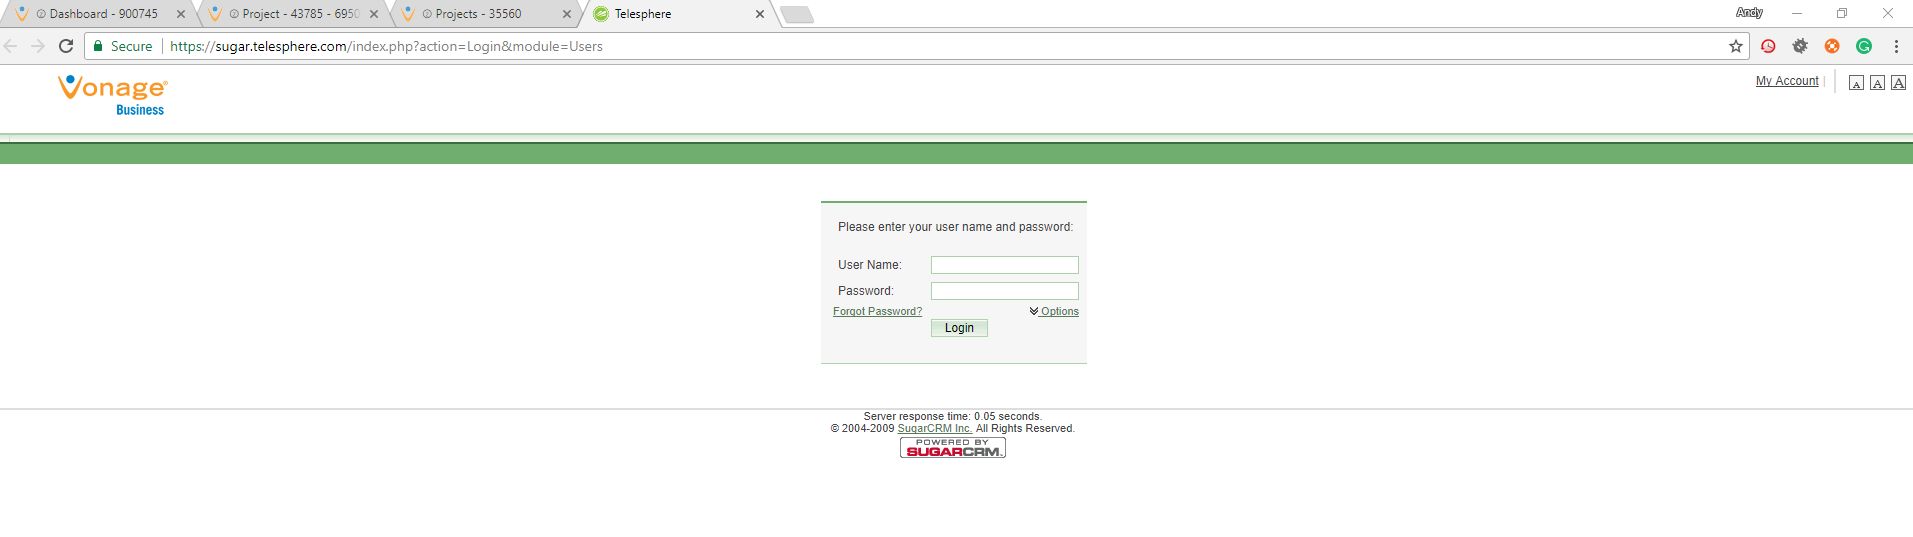 Dashboard - 900745
Project - 43785 - 6950
Projects - 35560
Telesphere
Andy
Secure
https://sugar.telesphere.com/index.php?action=Login&module=Users
Vonage®
Business
My Account
A A A
Please enter your user name and password:
User Name:
Password:
Forgot Password?
Options
Login
Server response time: 0.05 seconds.
© 2004-2009 SugarCRM Inc. All Rights Reserved.
POWERED BY
SUGARCRM